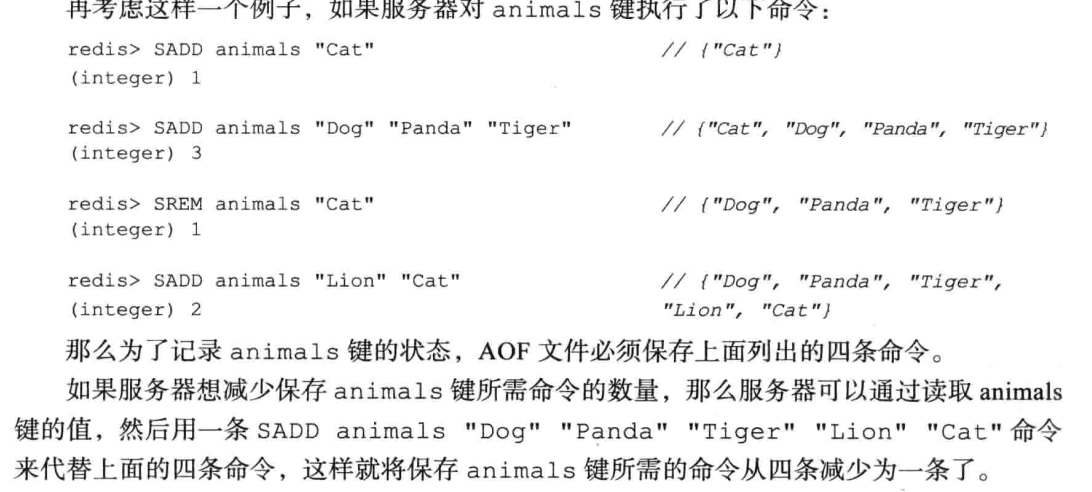 再考虑这样一个例子，如果服务器对 animals 键执行了以下命令：
redis> SADD animals "Cat" // {"Cat"}
(integer) 1
redis> SADD animals "Dog" "Panda" "Tiger" // {"Cat", "Dog", "Panda", "Tiger"}
(integer) 3
redis> SREM animals "Cat" // {"Dog", "Panda", "Tiger"}
(integer) 1
redis> SADD animals "Lion" "Cat" // {"Dog", "Panda", "Tiger",
(integer) 2 "Lion", "Cat"}
那么为了记录 animals 键的状态，AOF 文件必须保存上面列出的四条命令。
如果服务器想减少保存 animals 键所需命令的数量，那么服务器可以通过读取 animals
键的值，然后用一条 SADD animals "Dog" "Panda" "Tiger" "Lion" "Cat" 命令
来代替上面的四条命令，这样就将保存 animals 键所需的命令从四条减少为一条了。